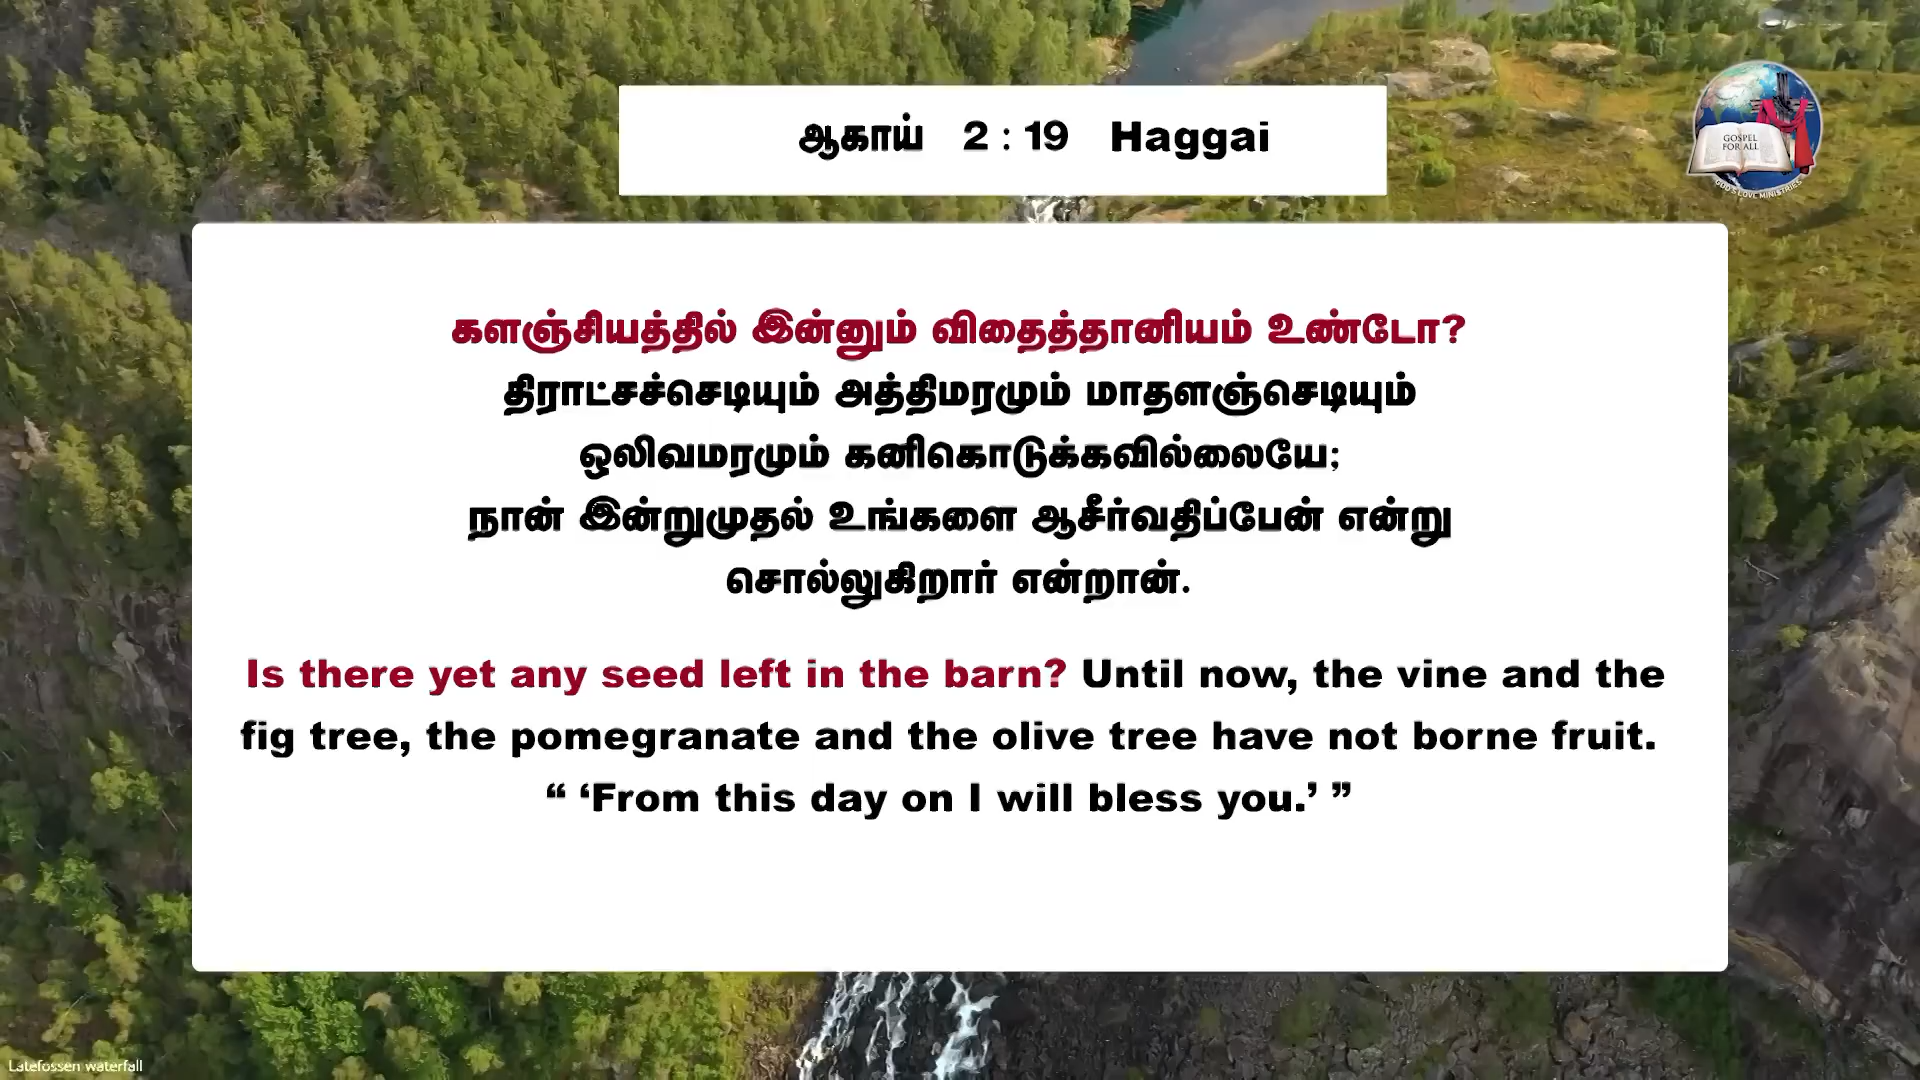 ஆகாய் 2 : 19 Haggai
GOSPEL
FOR ALL
GOD'S LOVE MINISTRIES
களஞ்சியத்தில் இன்னும் விதைத்தானியம் உண்டோ?
திராட்சச்செடியும் அத்திமரமும் மாதளஞ்செடியும்
ஒலிவமரமும் கனிகொடுக்கவில்லையே;
நான் இன்றுமுதல் உங்களை ஆசீர்வதிப்பேன் என்று
சொல்லுகிறார் என்றான்.
Is there yet any seed left in the barn? Until now, the vine and the
fig tree, the pomegranate and the olive tree have not borne fruit.
“ ‘From this day on I will bless you.’ ”
Latefossen waterfall